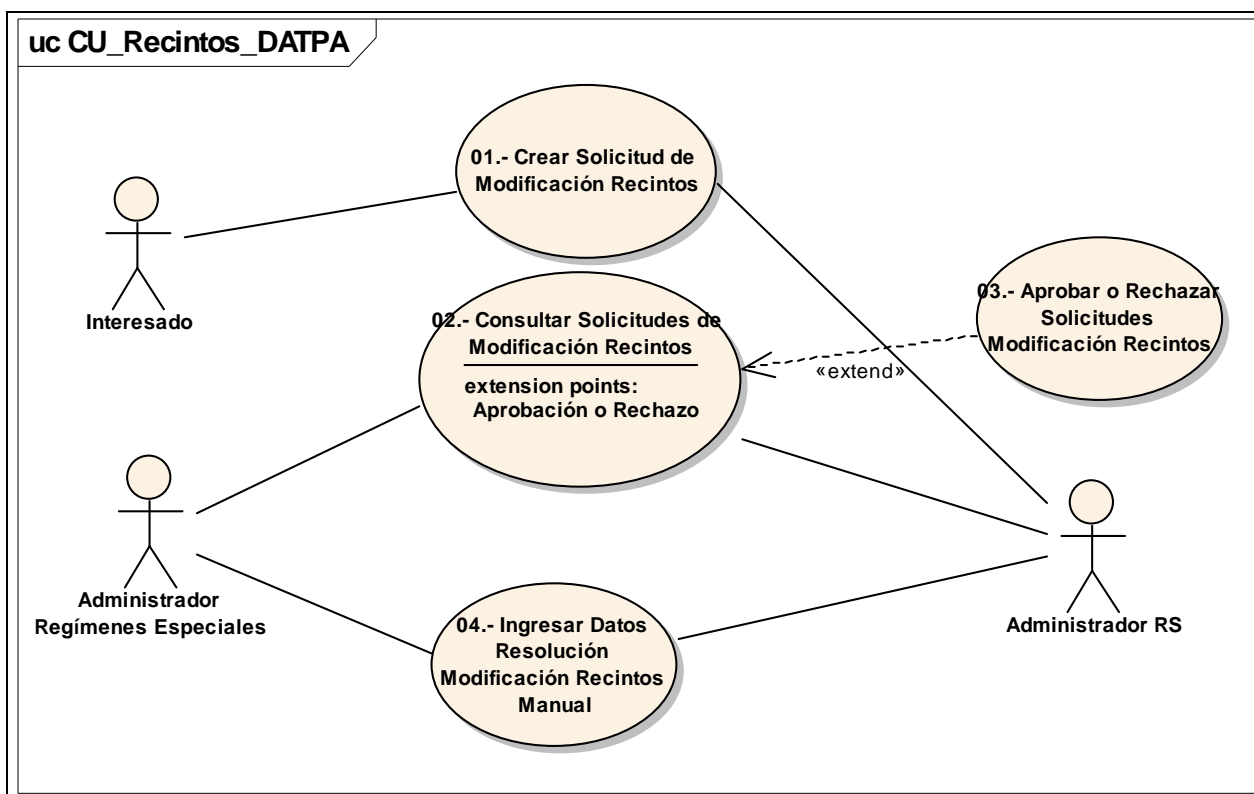 uc CU_Recintos_DATPA
01.- Crear Solicitud de
Modificación Recintos
Interesado
02.- Consultar Solicitudes de
Modificación Recintos
extension points:
Aprobación o Rechazo
03.- Aprobar o Rechazar
Solicitudes
Modificación Recintos
«extend»
Administrador
Regímenes Especiales
04.- Ingresar Datos
Resolución
Modificación Recintos
Manual
Administrador RS